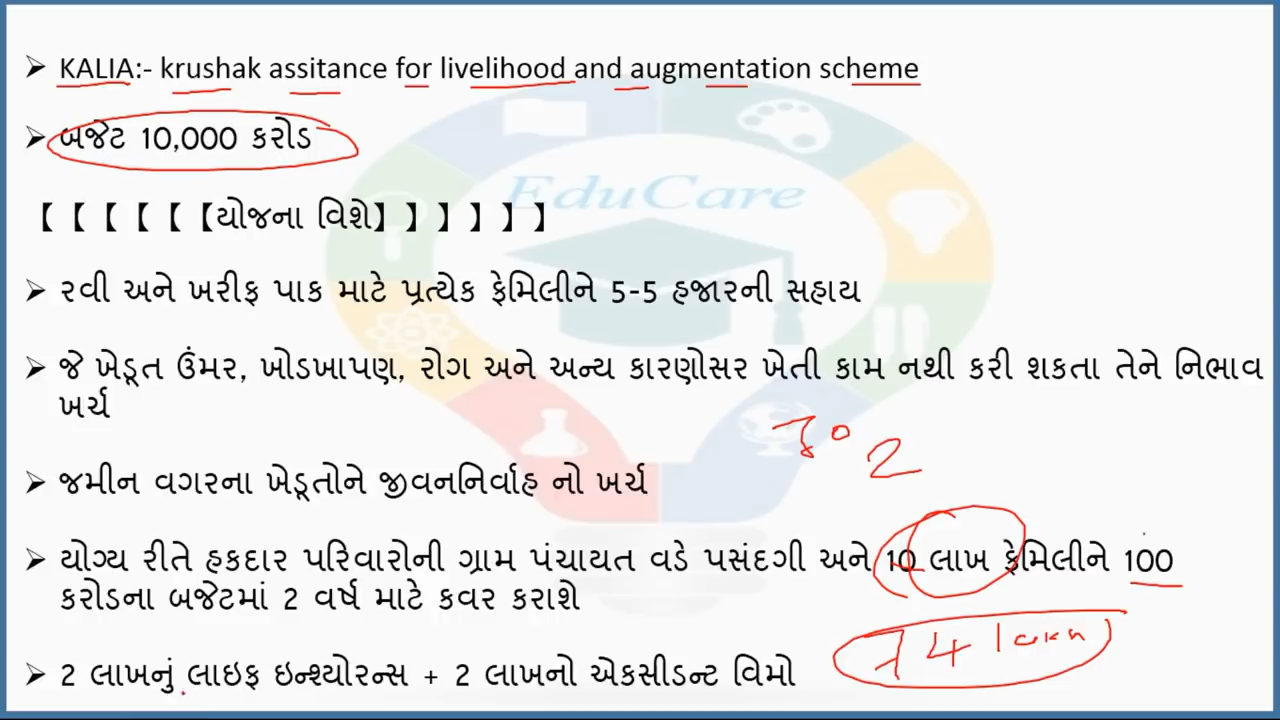 ➢ KALIA:- krushak assitance for livelihood and augmentation scheme
➢ બજેટ 10,000 કરોડ
EduCare
【【【【【【યોજના વિશે】】】】】】
➢ રવી અને ખરીફ પાક માટે પ્રત્યેક ફેમિલીને 5-5 હજારની સહાય
➢ જે ખેડૂત ઉંમર, ખોડખાપણ, રોગ અને અન્ય કારણોસર ખેતી કામ નથી કરી શકતા તેને નિભાવ
ખર્ચ
2
➢ જમીન વગરના ખેડૂતોને જીવનનિર્વાહ નો ખર્ચ
➢ યોગ્ય રીતે હકદાર પરિવારોની ગ્રામ પંચાયત વડે પસંદગી અને 10 લાખ ફેમિલીને 100
કરોડના બજેટમાં 2 વર્ષ માટે કવર કરાશે
74 lakh
➢ 2 લાખનું લાઇફ ઇન્શ્યોરન્સ + 2 લાખનો એકસીડન્ટ વિમો